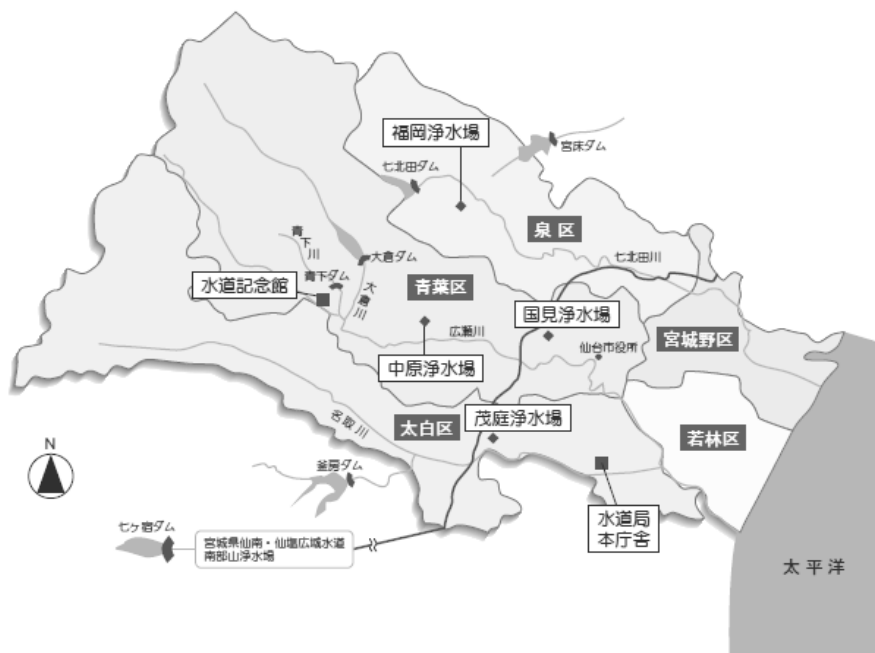 福岡浄水場
宮床ダム
七北田ダム
泉区
七北田川
青下川
大倉ダム
青下ダム
水道記念館
大倉川
青葉区
国見浄水場
広瀬川
仙台市役所
宮城野区
中原浄水場
名取川
太白区
茂庭浄水場
若林区
N
釜房ダム
水道局
本庁舎
七ヶ宿ダム
宮城県仙南・仙塩広域水道
南部山浄水場
太平洋